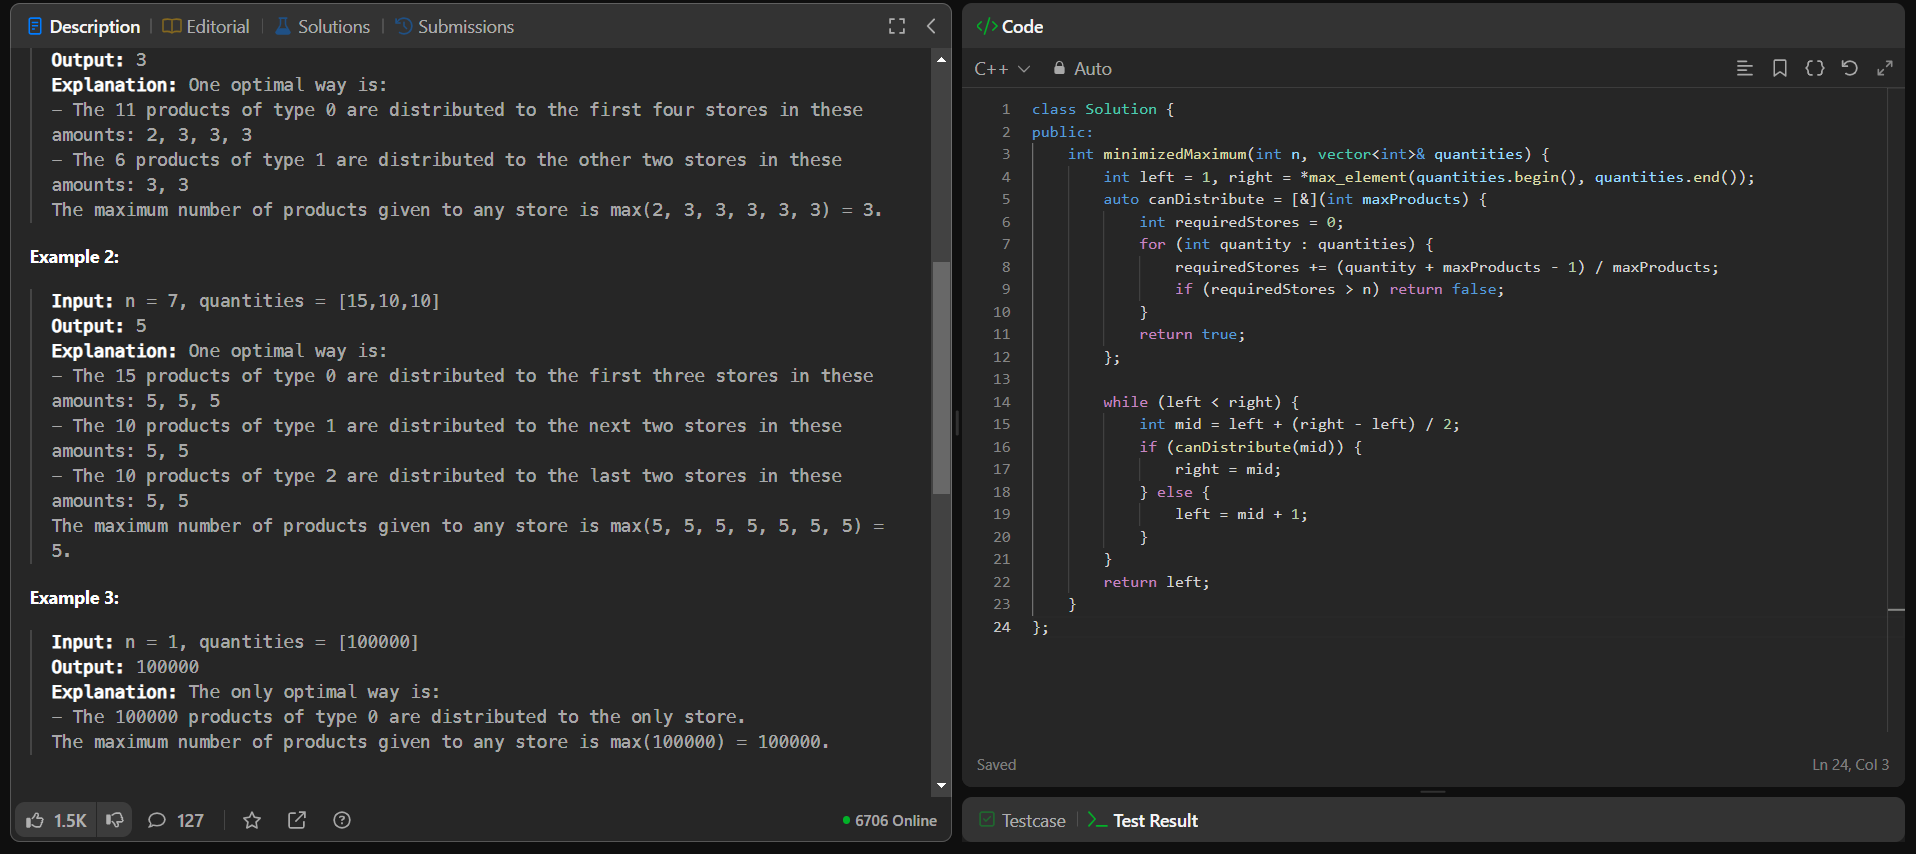 Description
Editorial
Solutions
Submissions
Output: 3
Explanation: One optimal way is:
- The 11 products of type 0 are distributed to the first four stores in these
amounts: 2, 3, 3, 3
- The 6 products of type 1 are distributed to the other two stores in these
amounts: 3, 3
The maximum number of products given to any store is max(2, 3, 3, 3, 3, 3) = 3.
Example 2:
Input: n = 7, quantities = [15,10,10]
Output: 5
Explanation: One optimal way is:
- The 15 products of type 0 are distributed to the first three stores in these
amounts: 5, 5, 5
- The 10 products of type 1 are distributed to the next two stores in these
amounts: 5, 5
- The 10 products of type 2 are distributed to the last two stores in these
amounts: 5, 5
The maximum number of products given to any store is max(5, 5, 5, 5, 5, 5, 5) =
5.
Example 3:
Input: n = 1, quantities = [100000]
Output: 100000
Explanation: The only optimal way is:
- The 100000 products of type 0 are distributed to the only store.
The maximum number of products given to any store is max(100000) = 100000.
1.5K
127
6706 Online
</> Code
C++
Auto
1 class Solution {
2 public:
3     int minimizedMaximum(int n, vector<int>& quantities) {
4         int left = 1, right = *max_element(quantities.begin(), quantities.end());
5         auto canDistribute = [&](int maxProducts) {
6             int requiredStores = 0;
7             for (int quantity : quantities) {
8                 requiredStores += (quantity + maxProducts - 1) / maxProducts;
9                 if (requiredStores > n) return false;
10             }
11             return true;
12         };
13
14         while (left < right) {
15             int mid = left + (right - left) / 2;
16             if (canDistribute(mid)) {
17                 right = mid;
18             } else {
19                 left = mid + 1;
20             }
21         }
22         return left;
23     }
24 };
Saved
Ln 24, Col 3
Testcase
Test Result